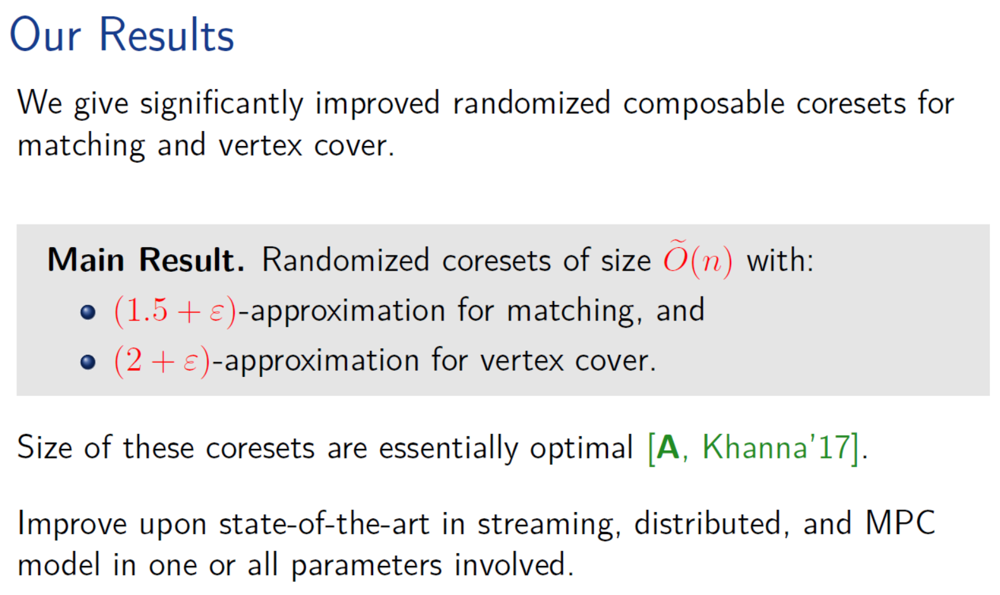 Our Results
We give significantly improved randomized composable coresets for
matching and vertex cover.
Main Result. Randomized coresets of size Õ(n) with:
(1.5 + ε)-approximation for matching, and
(2 + ε)-approximation for vertex cover.
Size of these coresets are essentially optimal [A, Khanna'17].
Improve upon state-of-the-art in streaming, distributed, and MPC
model in one or all parameters involved.